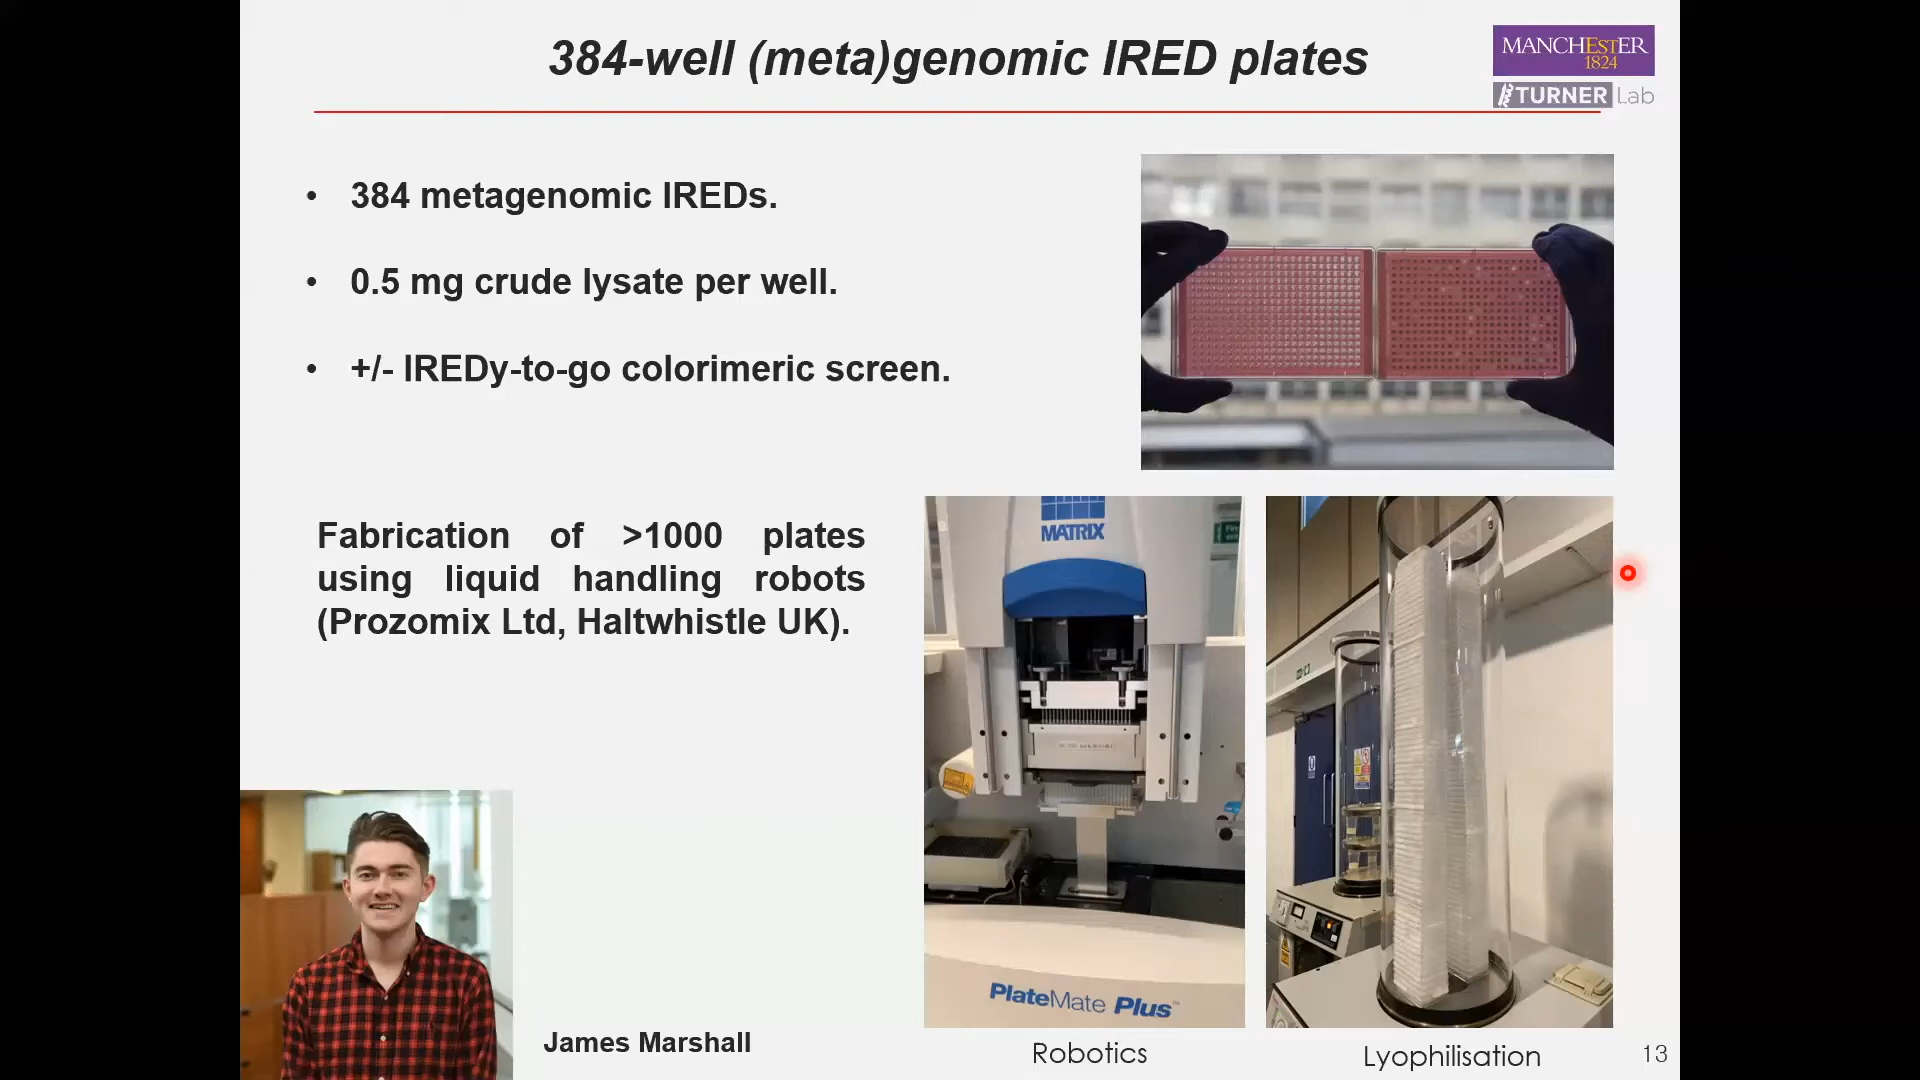 384-well (meta)genomic IRED plates
MANCHESTER
1824
TURNER Lab
• 384 metagenomic IREDs.
• 0.5 mg crude lysate per well.
• +/- IREDy-to-go colorimeric screen.
Fabrication of >1000 plates
using liquid handling robots
(Prozomix Ltd, Haltwhistle UK).
MATRIX
PlateMate Plus™
James Marshall
Robotics
Lyophilisation
13